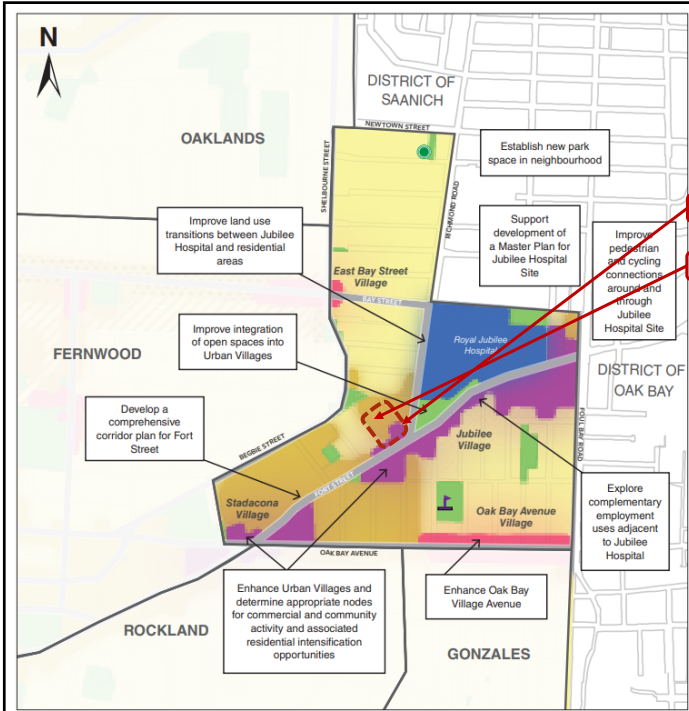 N
DISTRICT OF
SAANICH
OAKLANDS
NEWTOWN STREET
SHELBOURNE STREET
RICHMOND ROAD
Establish new park
space in neighbourhood
Improve land use
transitions between Jubilee
Hospital and residential
areas
Support
development of
a Master Plan for
Jubilee Hospital
Site
Improve
pedestrian
and cycling
connections
around and
through
Jubilee
Hospital Site
East Bay Street
Village
BAY STREET
Improve integration
of open spaces into
Urban Villages
Royal Jubilee
Hospital
FERNWOOD
DISTRICT OF
OAK BAY
Develop a
comprehensive
corridor plan for Fort
Street
BEGBIE STREET
FOUL BAY ROAD
Jubilee
Village
FORT STREET
Stadacona
Village
Oak Bay Avenue
Village
Explore
complementary
employment
uses adjacent
to Jubilee
Hospital
OAK BAY AVENUE
Enhance Urban Villages and
determine appropriate nodes
for commercial and community
activity and associated
residential intensification
opportunities
Enhance Oak Bay
Village Avenue
ROCKLAND
GONZALES